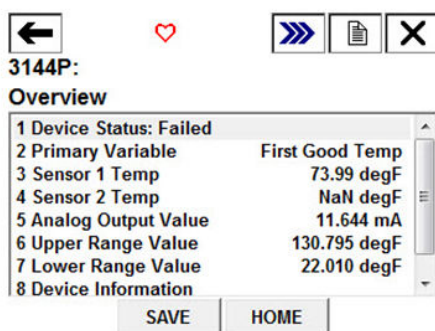 3144P:
Overview
1 Device Status: Failed
2 Primary Variable First Good Temp
3 Sensor 1 Temp 73.99 degF
4 Sensor 2 Temp NaN degF
5 Analog Output Value 11.644 mA
6 Upper Range Value 130.795 degF
7 Lower Range Value 22.010 degF
8 Device Information
SAVE HOME